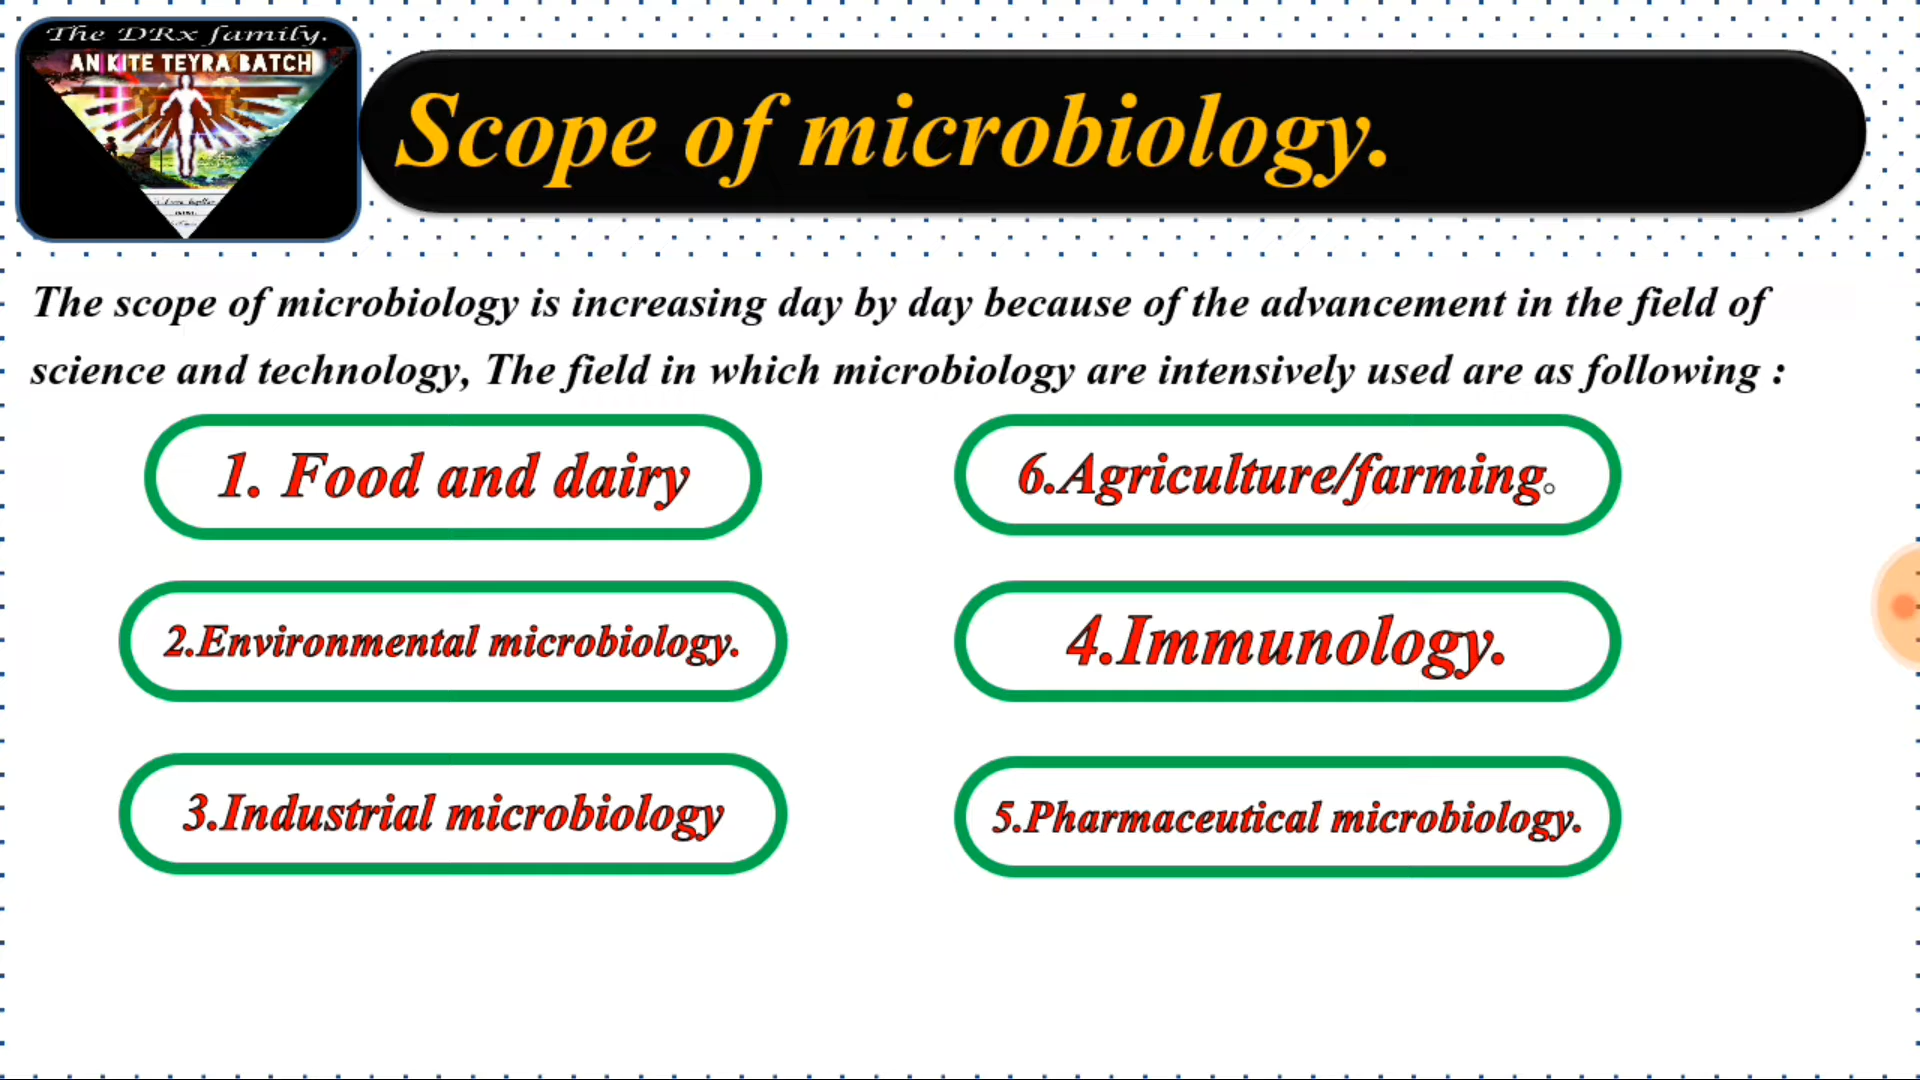 The DRx family.
AN KITE TEYRA BATCH
Scope of microbiology.
The scope of microbiology is increasing day by day because of the advancement in the field of
science and technology, The field in which microbiology are intensively used are as following :
1. Food and dairy
2.Environmental microbiology.
3.Industrial microbiology
6.Agriculture/farming.
4.Immunology.
5.Pharmaceutical microbiology.